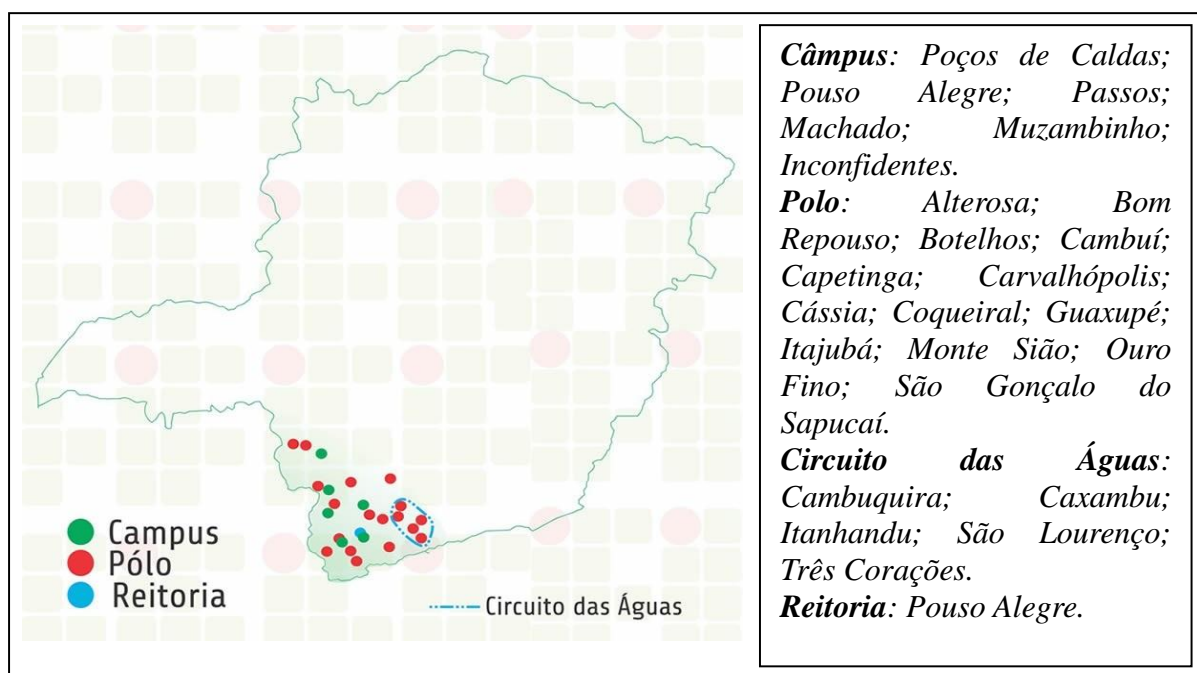 Campus
Pólo
Reitoria
Circuito das Águas
Câmpus: Poços de Caldas;
Pouso Alegre; Passos;
Machado; Muzambinho;
Inconfidentes.
Polo: Alterosa; Bom
Repouso; Botelhos; Cambuí;
Capetinga; Carvalhópolis;
Cássia; Coqueiral; Guaxupé;
Itajubá; Monte Sião; Ouro
Fino; São Gonçalo do
Sapucaí.
Circuito das Águas:
Cambuquira; Caxambu;
Itanhandu; São Lourenço;
Três Corações.
Reitoria: Pouso Alegre.